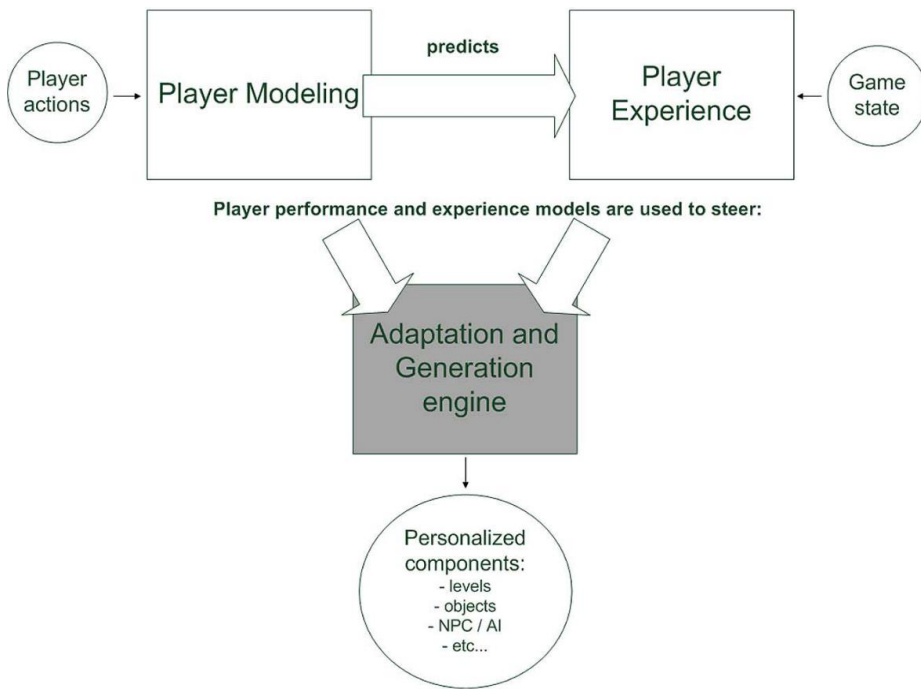 predicts
Player
actions
Player Modeling
Player
Experience
Game
state
Player performance and experience models are used to steer:
Adaptation and
Generation
engine
Personalized
components:
- levels
- objects
- NPC / AI
- etc...